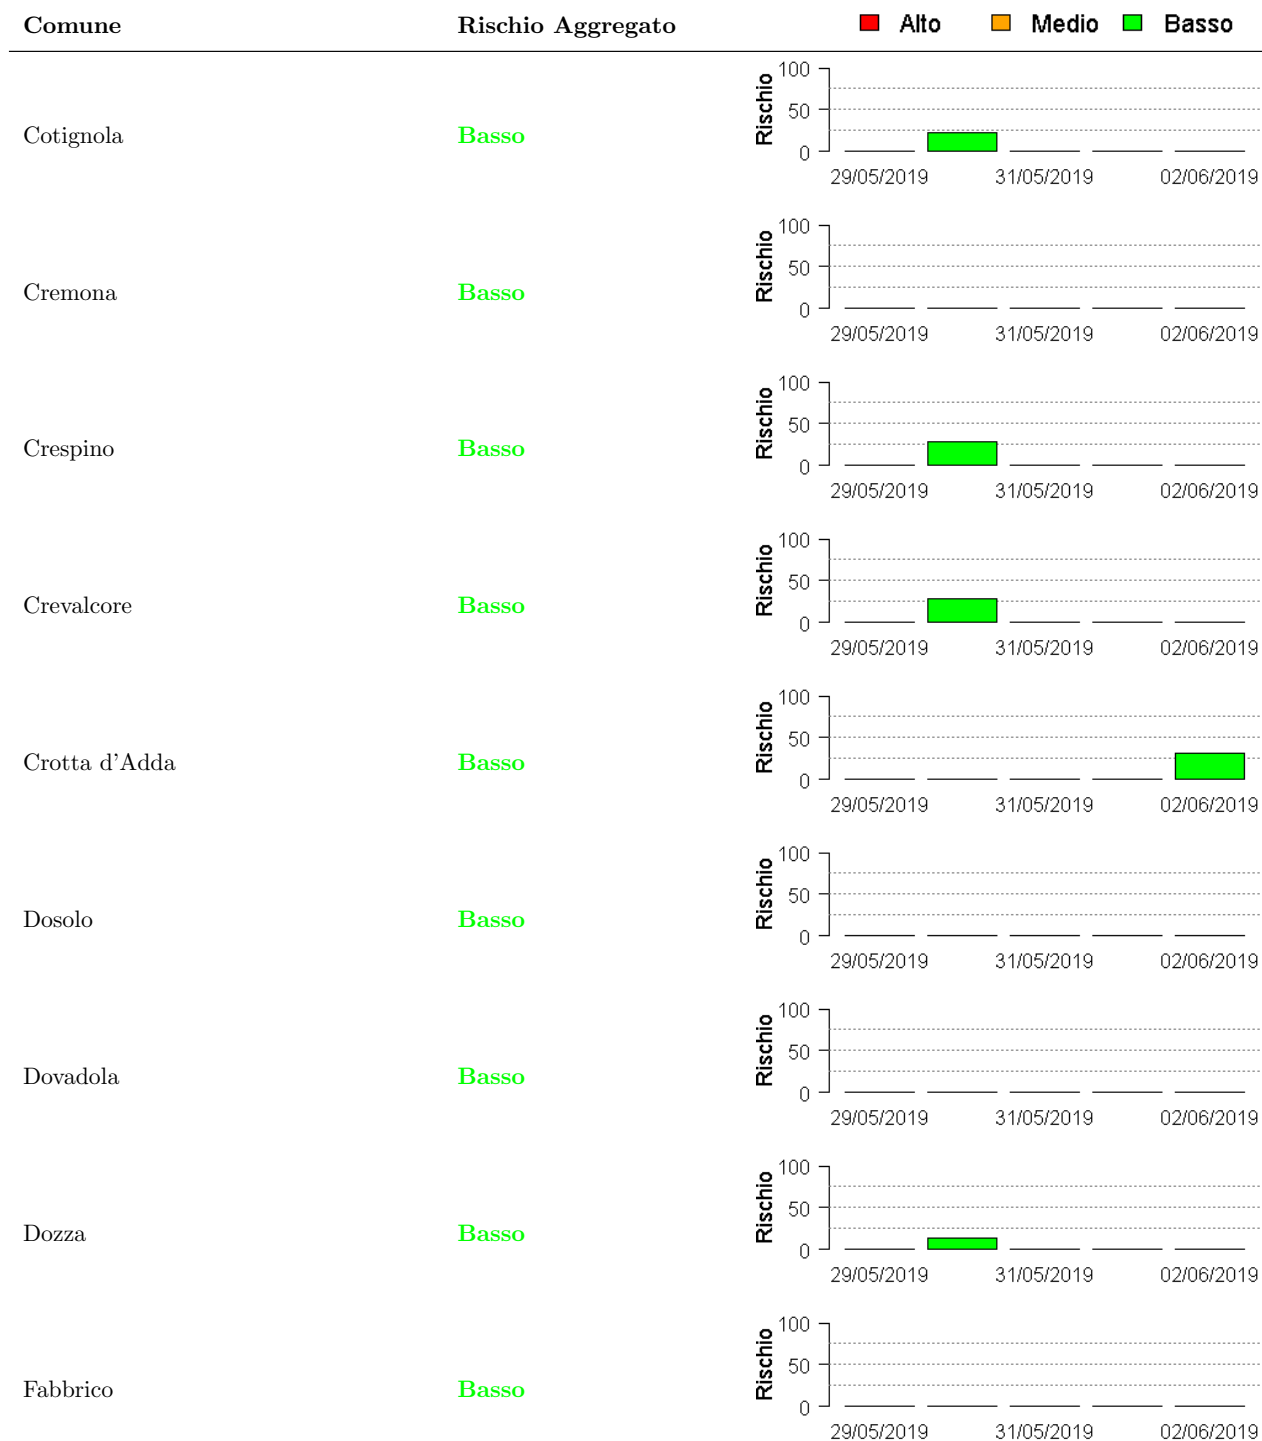 Comune Rischio Aggregato Alto Medio Basso
Cotignola Basso Rischio 100 50 0
29/05/2019 31/05/2019 02/06/2019
Cremona Basso Rischio 100 50 0
29/05/2019 31/05/2019 02/06/2019
Crespino Basso Rischio 100 50 0
29/05/2019 31/05/2019 02/06/2019
Crevalcore Basso Rischio 100 50 0
29/05/2019 31/05/2019 02/06/2019
Crotta d'Adda Basso Rischio 100 50 0
29/05/2019 31/05/2019 02/06/2019
Dosolo Basso Rischio 100 50 0
29/05/2019 31/05/2019 02/06/2019
Dovadola Basso Rischio 100 50 0
29/05/2019 31/05/2019 02/06/2019
Dozza Basso Rischio 100 50 0
29/05/2019 31/05/2019 02/06/2019
Fabbrico Basso Rischio 100 50 0
29/05/2019 31/05/2019 02/06/2019